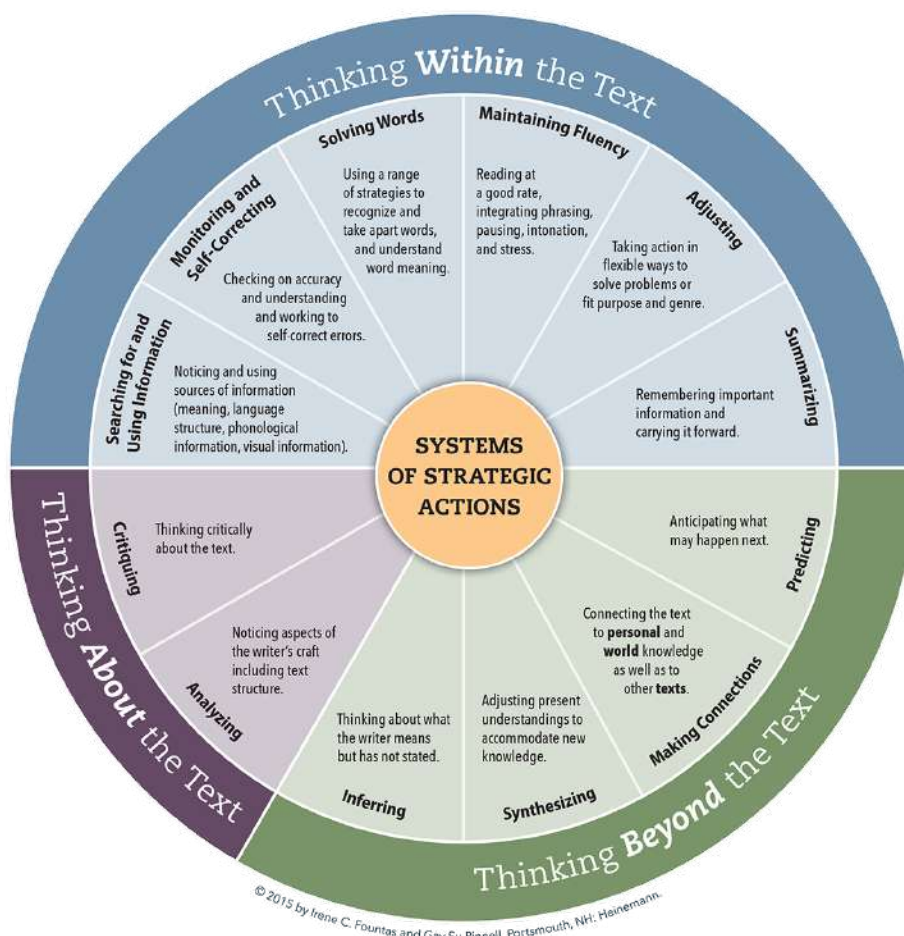 Thinking Within the Text
Searching for and
Using Information
Noticing and using
sources of information
(meaning, language
structure, phonological
information, visual information).
Monitoring and
Self-Correcting
Checking on accuracy
and understanding
and working to
self-correct errors.
Solving Words
Using a range
of strategies to
recognize and
take apart words,
and understand
word meaning.
Maintaining Fluency
Reading at
a good rate,
integrating phrasing,
pausing, intonation,
and stress.
Adjusting
Taking action in
flexible ways to
solve problems or
fit purpose and genre.
Summarizing
Remembering important
information and
carrying it forward.
SYSTEMS
OF STRATEGIC
ACTIONS
Thinking Beyond the Text
Predicting
Anticipating what
may happen next.
Making Connections
Connecting the text
to personal and
world knowledge
as well as to
other texts.
Synthesizing
Adjusting present
understandings to
accommodate new
knowledge.
Inferring
Thinking about what
the writer means
but has not stated.
Thinking About the Text
Analyzing
Noticing aspects of
the writer's craft
including text
structure.
Critiquing
Thinking critically
about the text.
© 2015 by Irene C. Fountas and Gay Su Pinnell. Portsmouth, NH: Heinemann.